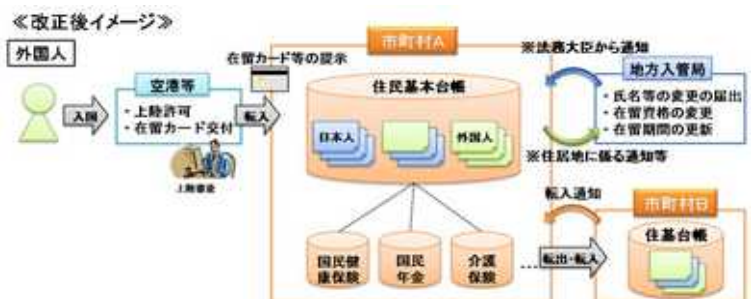 ≪改正後イメージ≫
外国人
入国
空港等
・上陸許可
・在留カード交付
上陸審査
在留カード等の提示
転入
市町村A
住民基本台帳
日本人
外国人
国民健
康保険
国民
年金
介護
保険
※法務大臣から通知
地方入管局
・氏名等の変更の届出
・在留資格の変更
・在留期間の更新
※住居地に係る通知等
転入通知
転出・転入
市町村B
住基台帳